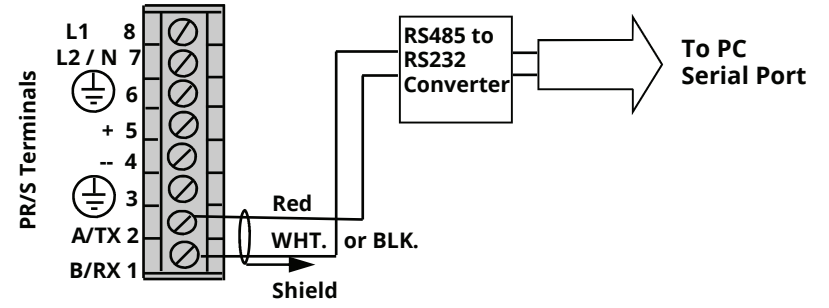 PR/S Terminals
L1 8
L2 / N 7
6
+ 5
-- 4
3
A/TX 2
B/RX 1
Red
WHT. or BLK.
Shield
RS485 to
RS232
Converter
To PC
Serial Port